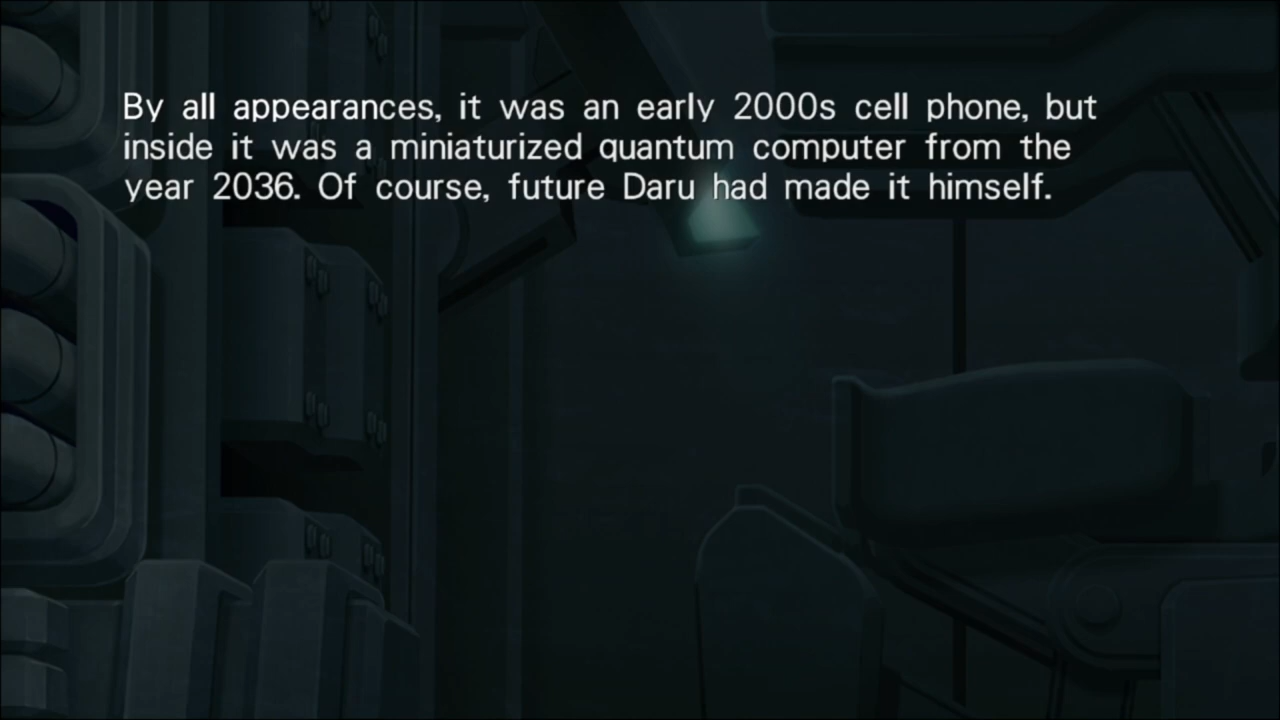 By all appearances, it was an early 2000s cell phone, but
inside it was a miniaturized quantum computer from the
year 2036. Of course, future Daru had made it himself.